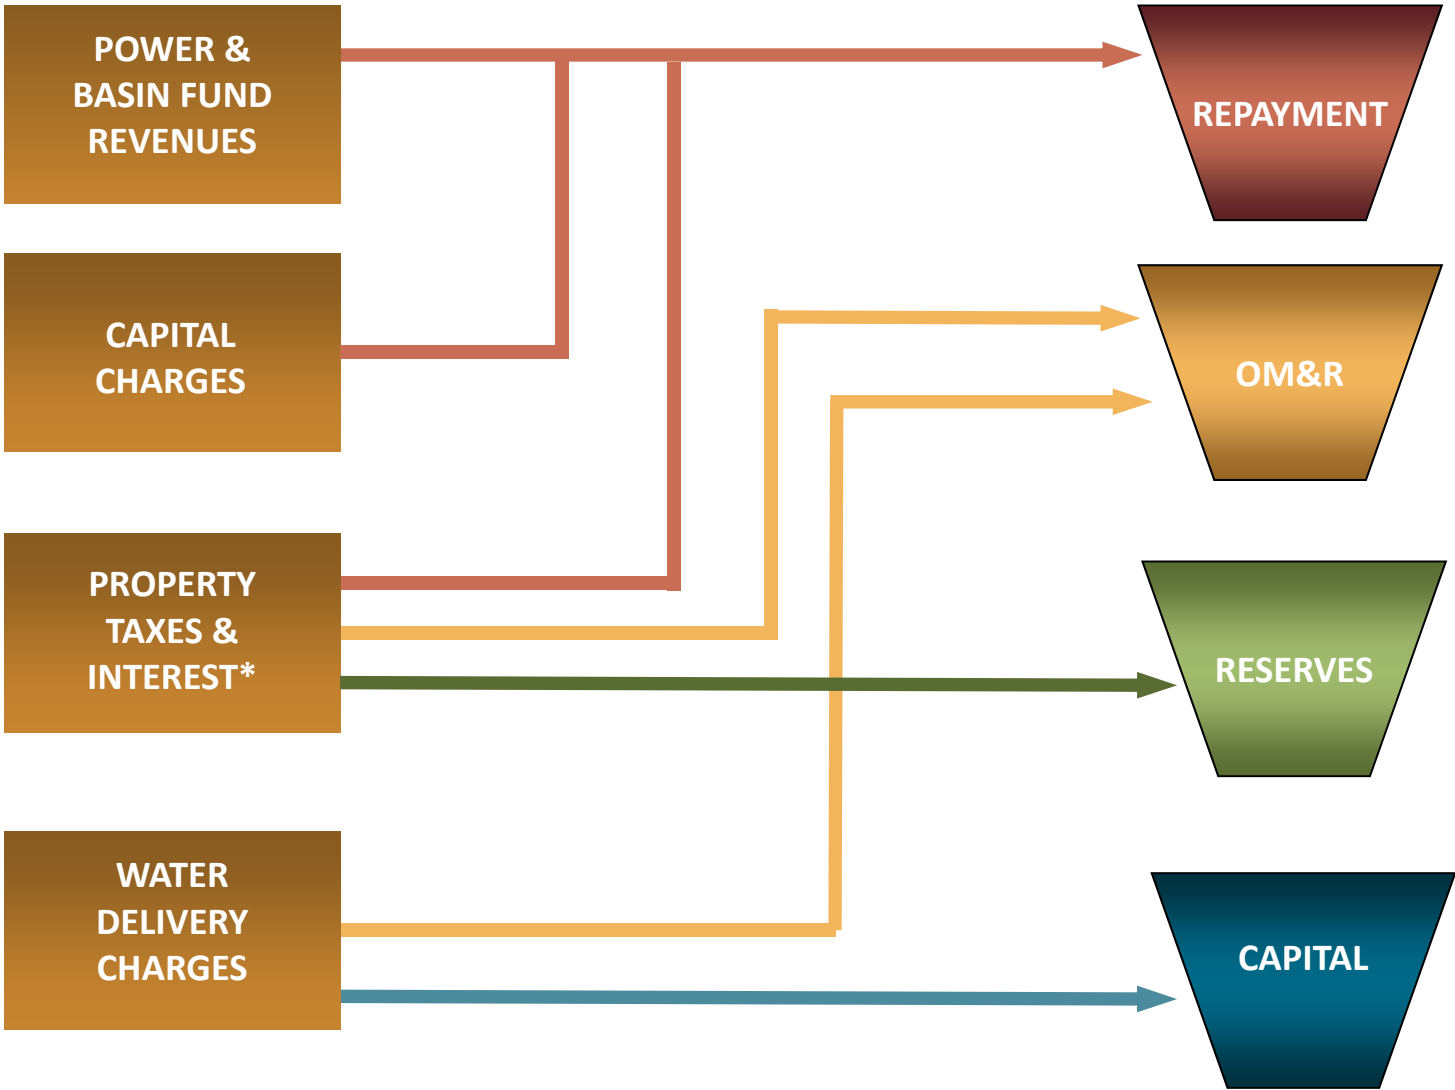 POWER &
BASIN FUND
REVENUES
REPAYMENT
CAPITAL
CHARGES
OM&R
PROPERTY
TAXES &
INTEREST*
RESERVES
WATER
DELIVERY
CHARGES
CAPITAL